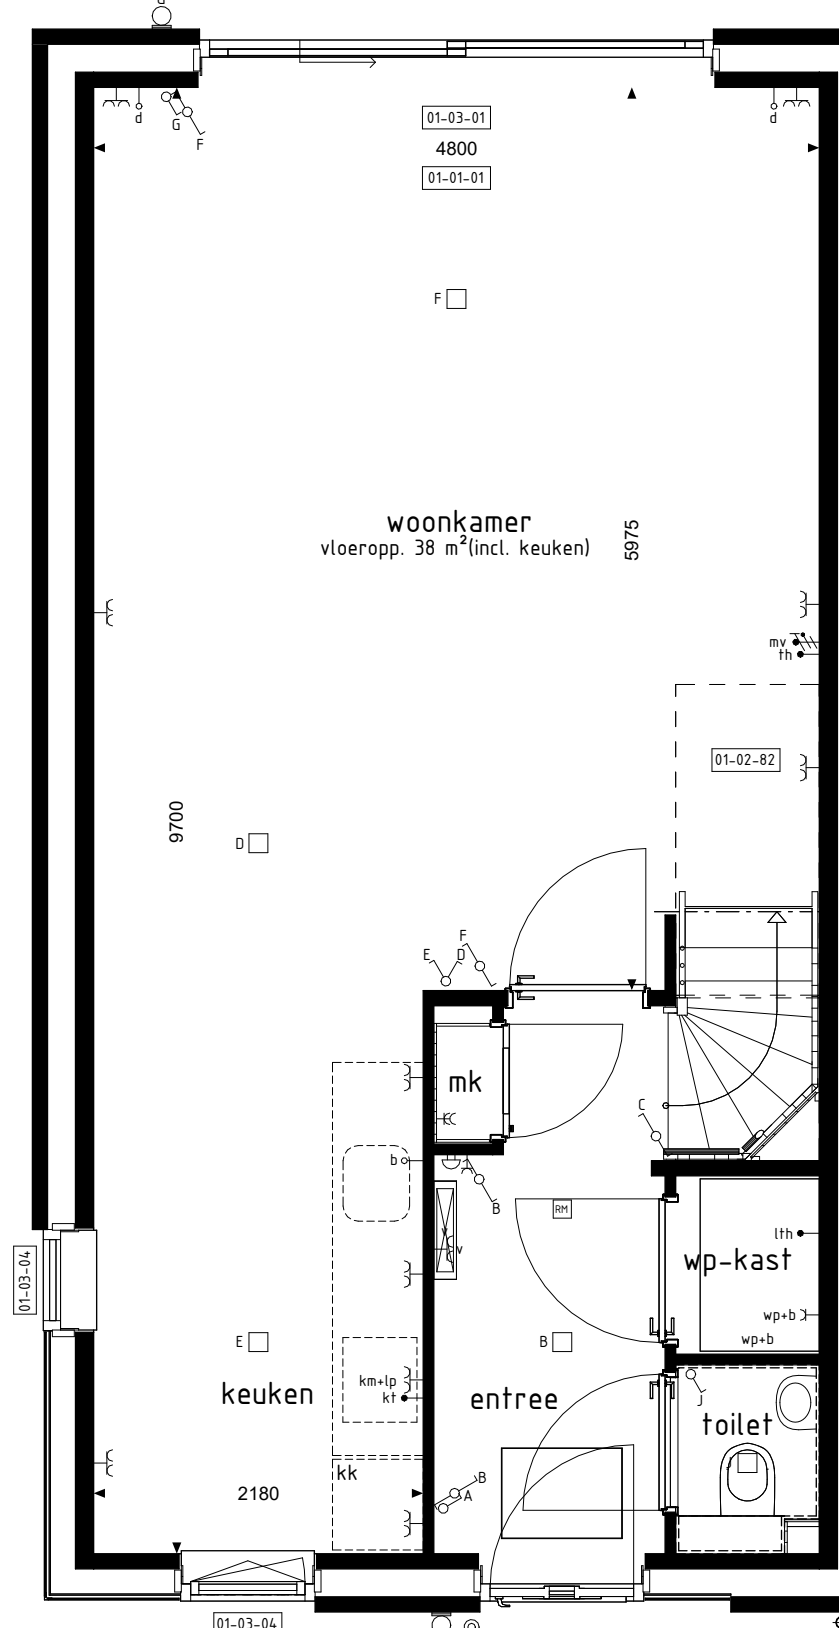 d
d
G
F
01-03-01
4800
01-01-01
d
F
woonkamer
vloeropp. 38 m²(incl. keuken)
5975
mv
th
01-02-82
9700
D
E
D
F
mk
C
b
B
RM
lth
v
wp-kast
wp+b
wp+b
01-03-04
E
B
km+lp
kt
keuken
entree
J
toilet
kk
2180
B
A
01-03-04